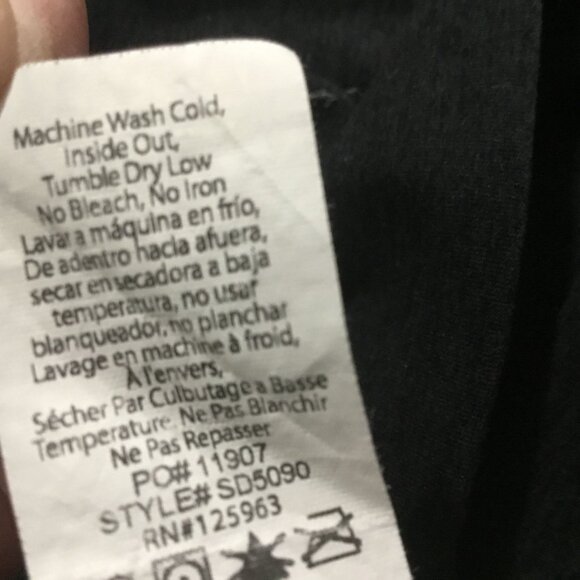 Machine Wash Cold,
Inside Out,
Tumble Dry Low
No Bleach, No Iron
Lavar a máquina en frío,
De adentro hacia afuera,
secar en secadora a baja
temperatura, no usar
blanqueador, no planchar
Lavage en machine à froid,
À l'envers,
Sécher Par Culbutage a Basse
Temperature. Ne Pas Blanchir
Ne Pas Repasser
PO# 11907
STYLE# SD5090
RN#125963